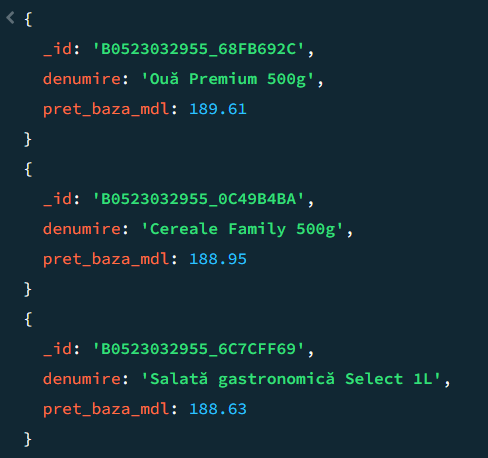 {
_id: 'B0523032955_68FB692C',
denumire: 'Ouă Premium 500g',
pret_baza_mdl: 189.61
}
{
_id: 'B0523032955_0C49B4BA',
denumire: 'Cereale Family 500g',
pret_baza_mdl: 188.95
}
{
_id: 'B0523032955_6C7CFF69',
denumire: 'Salată gastronomică Select 1L',
pret_baza_mdl: 188.63
}